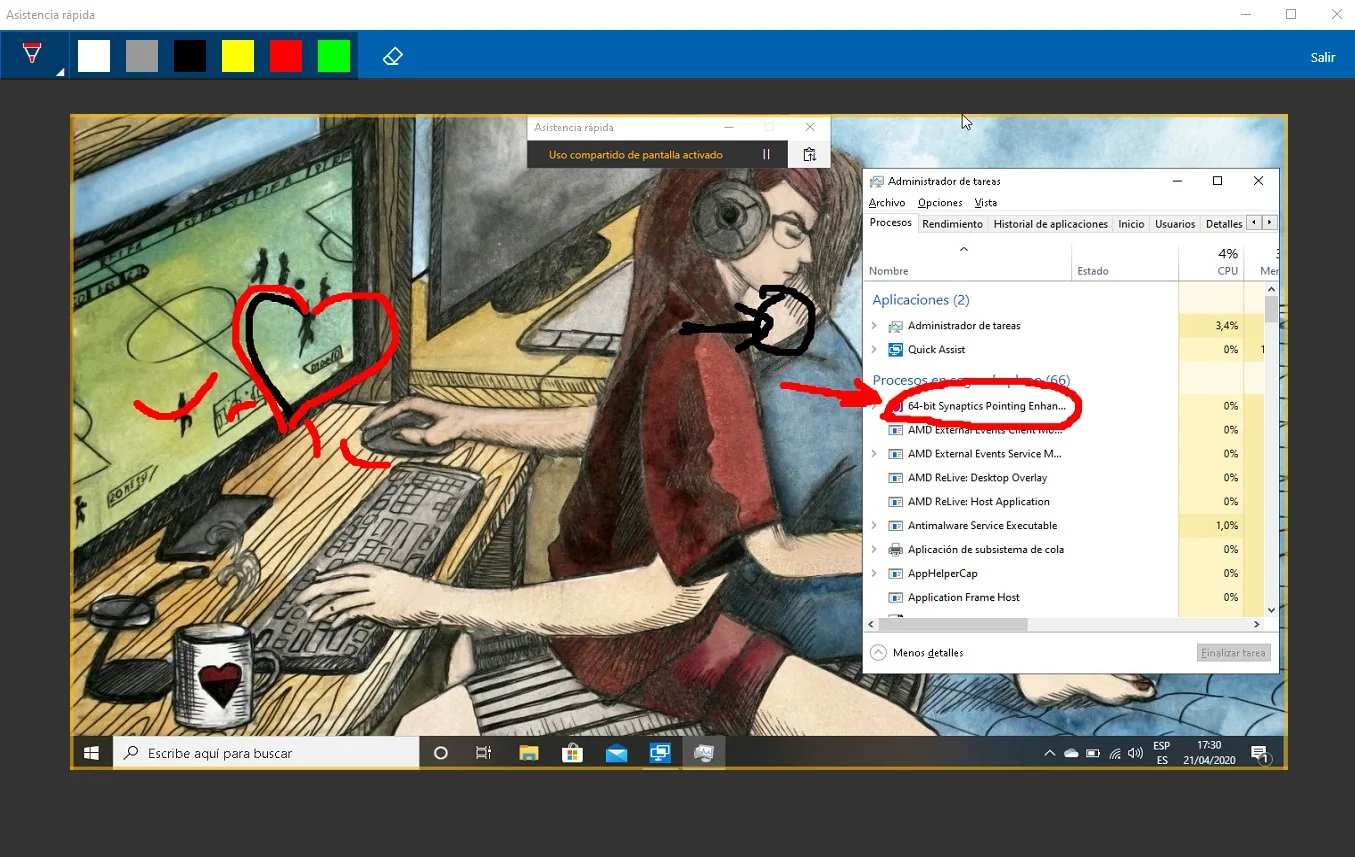 Asistencia rápida
Salir
Asistencia rápida
Uso compartido de pantalla activado
Administrador de tareas
Archivo Opciones Vista
Procesos Rendimiento Historial de aplicaciones Inicio Usuarios Detalles
4%
Nombre Estado CPU
Aplicaciones (2)
Administrador de tareas 3,4%
Quick Assist 0% 1
Procesos en (66)
64-bit Synaptics Pointing Enhan... 0%
AMD External Events Client Mo... 0%
AMD External Events Service M... 0%
AMD ReLive: Desktop Overlay 0%
AMD ReLive: Host Application 0%
Antimalware Service Executable 1,0%
Aplicación de subsistema de cola 0%
AppHelperCap 0%
Application Frame Host 0%
Menos detalles Finalizar tarea
Escribe aquí para buscar
ESP 17:30
ES 21/04/2020 1